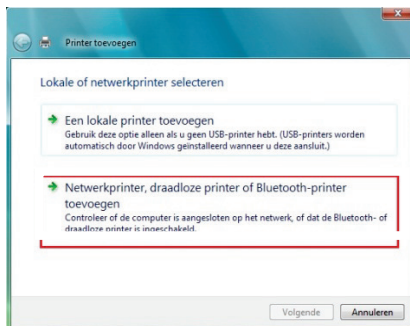 Printer toevoegen
Lokale of netwerkprinter selecteren
Een lokale printer toevoegen
Gebruik deze optie alleen als u geen USB-printer hebt. (USB-printers worden
automatisch door Windows geïnstalleerd wanneer u deze aansluit.)
Netwerkprinter, draadloze printer of Bluetooth-printer
toevoegen
Controleer of de computer is aangesloten op het netwerk, of dat de Bluetooth- of
draadloze printer is ingeschakeld.
Volgende
Annuleren